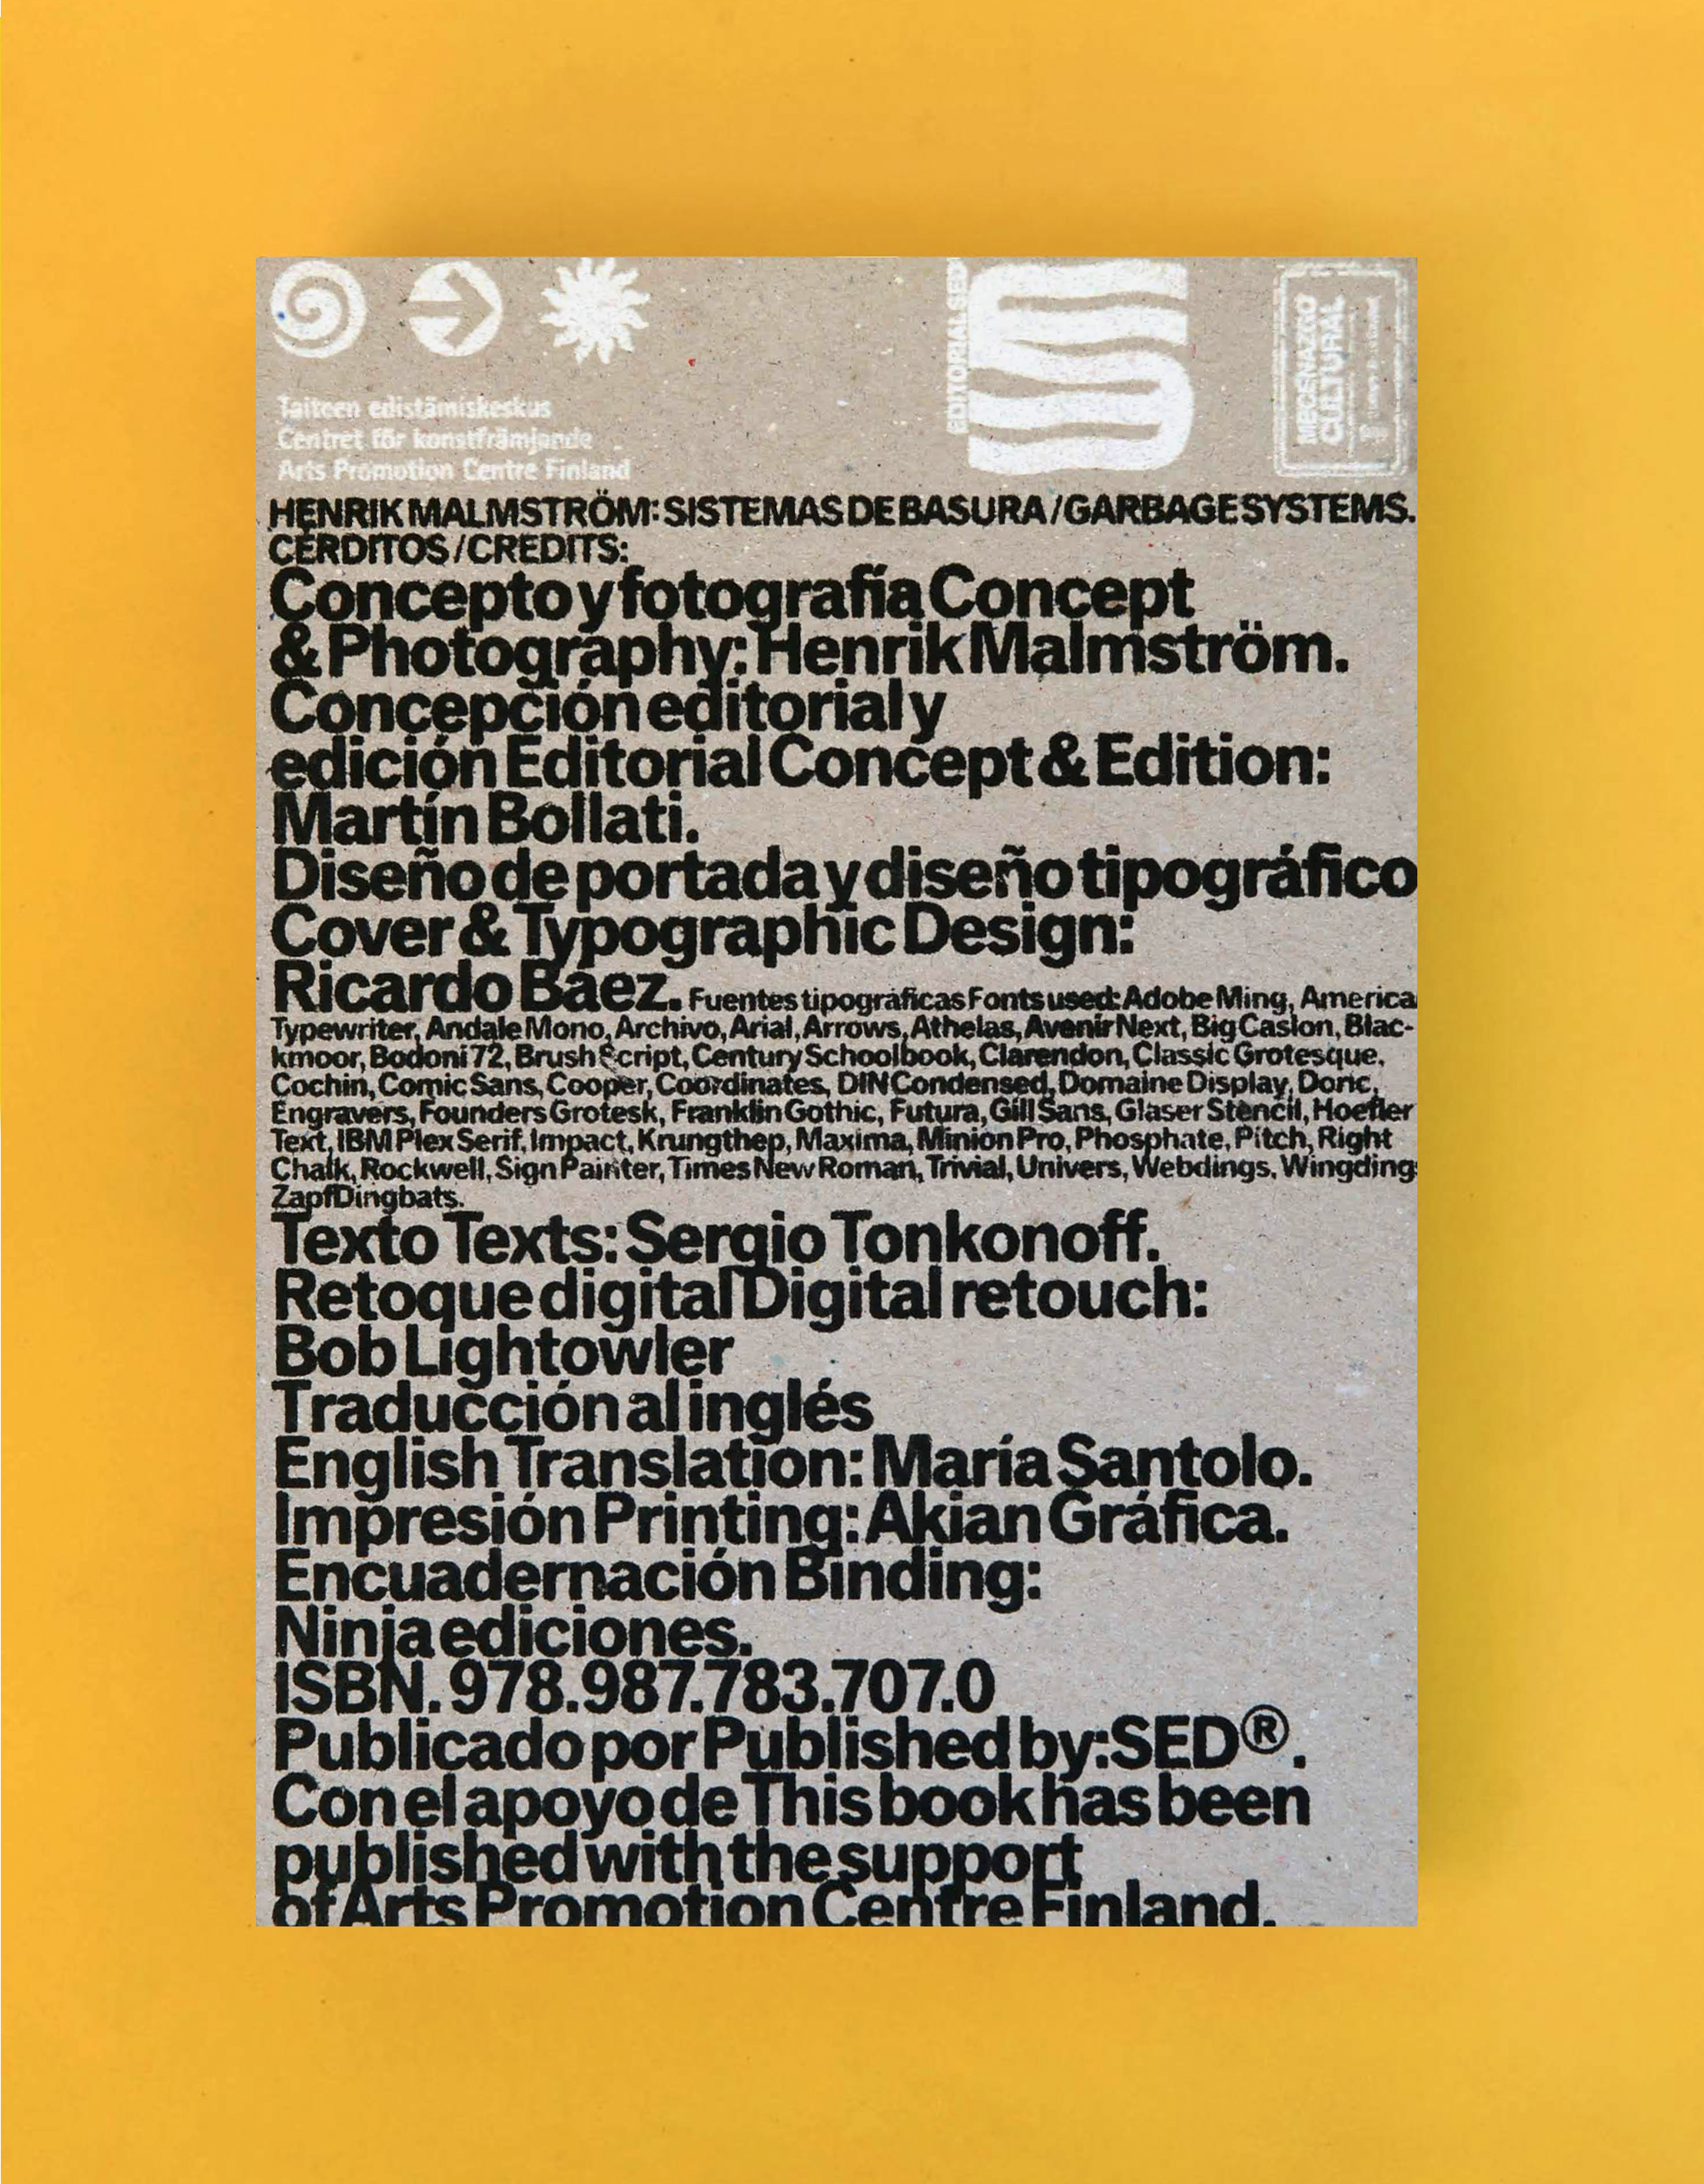 Taiteen edistämiskeskus
Centret för konstfrämjande
Arts Promotion Centre Finland
EDITORIAL SED
MECENAZGO
CULTURAL
HENRIK MALMSTRÖM: SISTEMAS DE BASURA / GARBAGE SYSTEMS.
CÉRDITOS / CREDITS:
Concepto y fotografía Concept
& Photography: Henrik Malmström.
Concepción editorial y
edición Editorial Concept & Edition:
Martín Bollati.
Diseño de portada y diseño tipográfico
Cover & Typographic Design:
Ricardo Báez. Fuentes tipográficas Fonts used: Adobe Ming, America
Typewriter, Andale Mono, Archivo, Arial, Arrows, Athelas, Avenir Next, Big Caslon, Blac-
kmoor, Bodoni 72, Brush Script, Century Schoolbook, Clarendon, Classic Grotesque,
Cochin, Comic Sans, Cooper, Coordinates, DIN Condensed, Domaine Display, Doric,
Engravers, Founders Grotesk, Franklin Gothic, Futura, Gill Sans, Glaser Stencil, Hoefler
Text, IBM Plex Serif, Impact, Krungthep, Maxima, Minion Pro, Phosphate, Pitch, Right
Chalk, Rockwell, Sign Painter, Times New Roman, Trivial, Univers, Webdings, Wingding
Zapf Dingbats.
Texto Texts: Sergio Tonkonoff.
Retoque digital Digital retouch:
Bob Lightowler
Traducción al inglés
English Translation: María Santolo.
Impresión Printing: Akian Gráfica.
Encuadernación Binding:
Ninja ediciones.
ISBN. 978.987.783.707.0
Publicado por Published by: SED®.
Con el apoyo de This book has been
published with the support
of Arts Promotion Centre Finland.